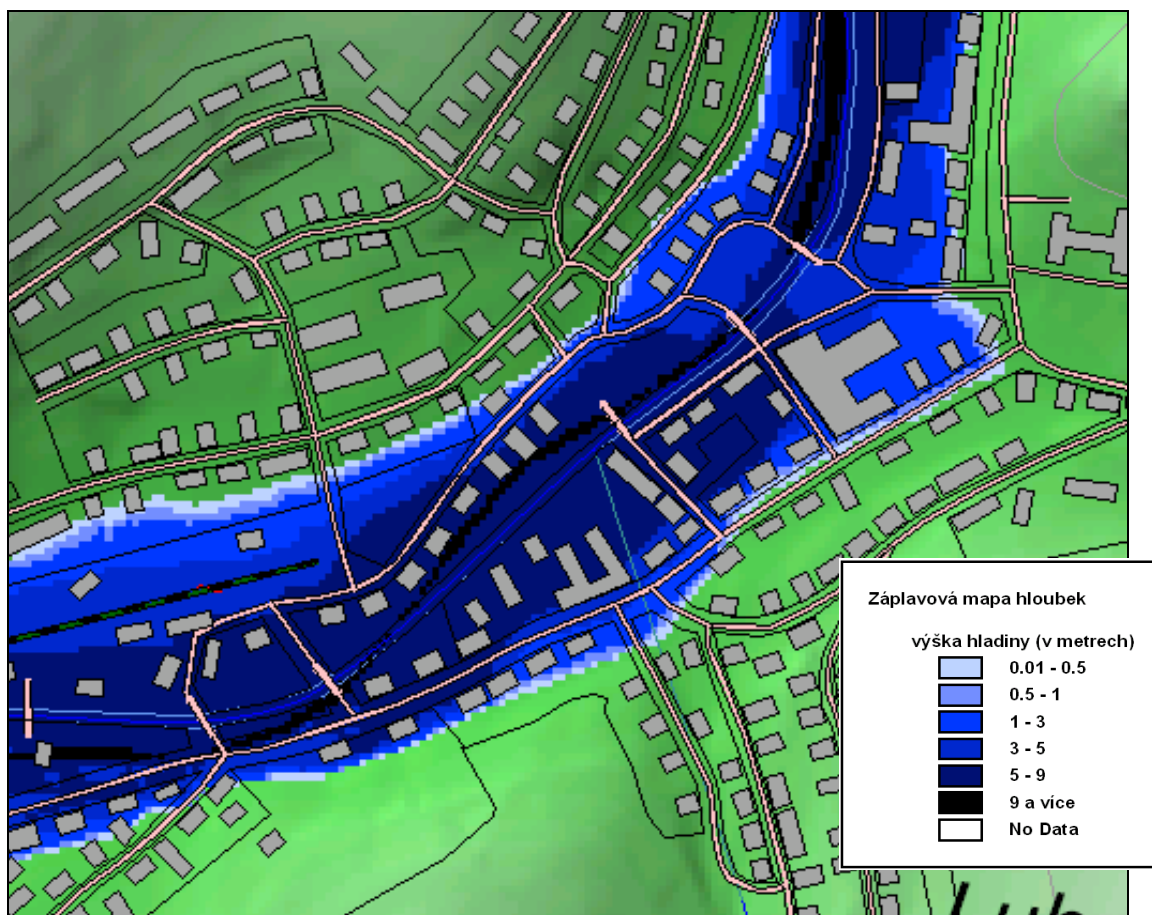 Záplavová mapa hloubek
výška hladiny (v metrech)
0.01 - 0.5
0.5 - 1
1 - 3
3 - 5
5 - 9
9 a více
No Data